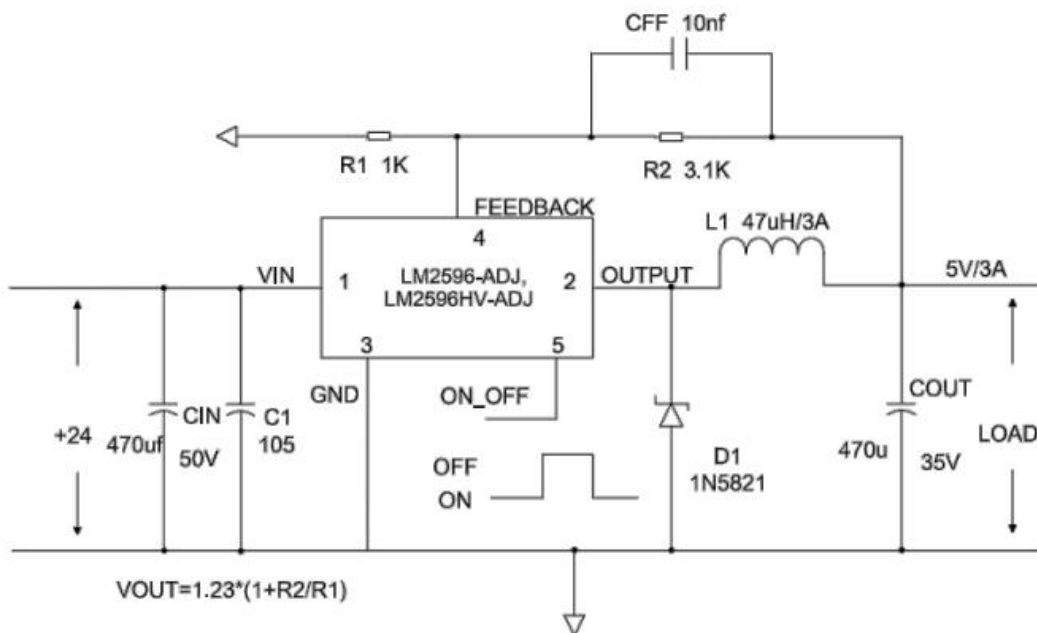 CFF 10nf
R1 1K
R2 3.1K
FEEDBACK
4
L1 47uH/3A
VIN
1
LM2596-ADJ,
LM2596HV-ADJ
2
OUTPUT
5V/3A
3
5
GND
ON_OFF
COUT
CIN
C1
+24
470uf
50V
105
OFF
ON
D1
1N5821
470u
35V
LOAD
VOUT=1.23*(1+R2/R1)